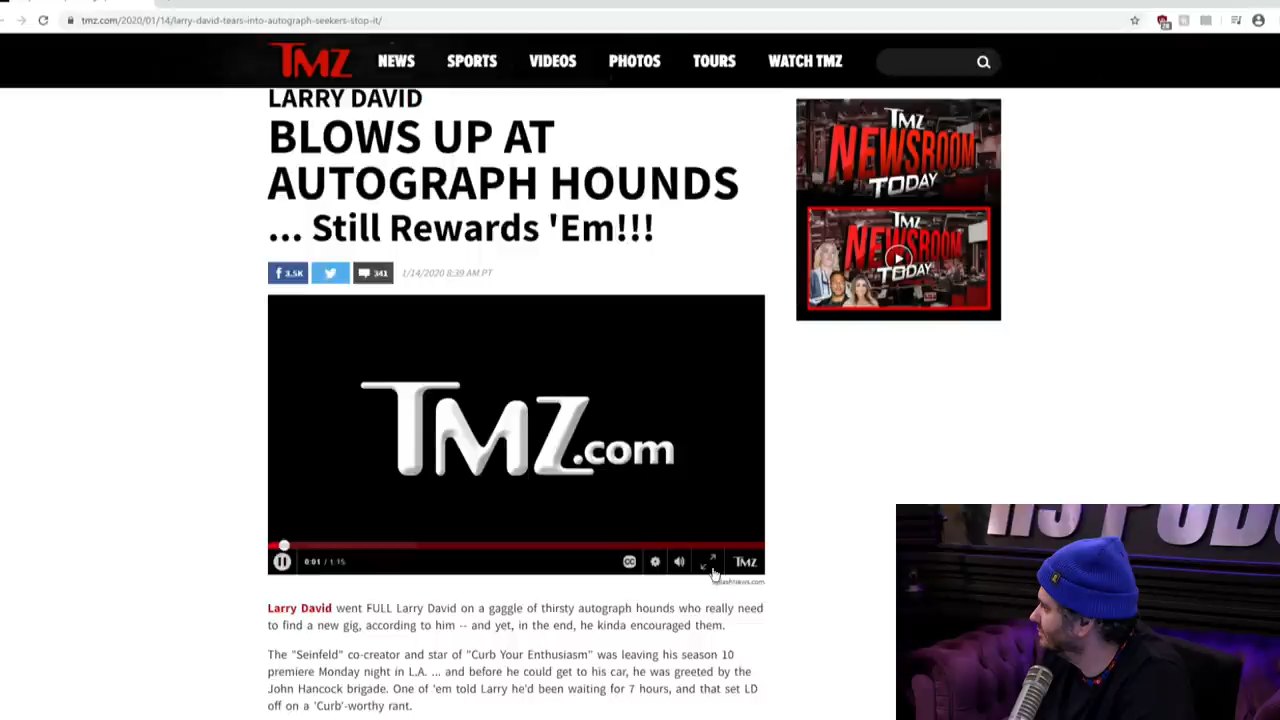 tmz.com/2020/01/14/larry-david-tears-into-autograph-seekers-stop-it/
28
TMZ NEWS SPORTS VIDEOS PHOTOS TOURS WATCH TMZ
LARRY DAVID
BLOWS UP AT
AUTOGRAPH HOUNDS
... Still Rewards 'Em!!!
3.5K
341
1/14/2020 8:39 AM PT
TMZ
NEWSROOM
TODAY
TMZ
NEWSROOM
TODAY
TMZ.com
0:01 / 1:15
CC
TMZ
Larry David went FULL Larry David on a gaggle of thirsty autograph hounds who really need
to find a new gig, according to him -- and yet, in the end, he kinda encouraged them.
The "Seinfeld" co-creator and star of "Curb Your Enthusiasm" was leaving his season 10
premiere Monday night in L.A. ... and before he could get to his car, he was greeted by the
John Hancock brigade. One of 'em told Larry he'd been waiting for 7 hours, and that set LD
off on a 'Curb'-worthy rant.